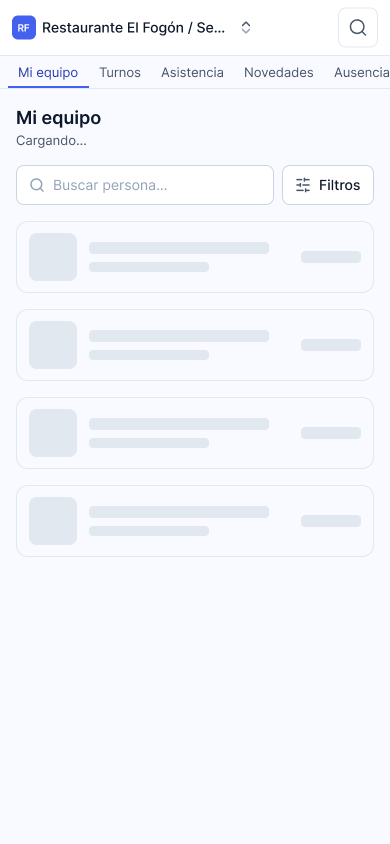 RF Restaurante El Fogón / Se...
Mi equipo Turnos Asistencia Novedades Ausencia
Mi equipo
Cargando...
Buscar persona... Filtros